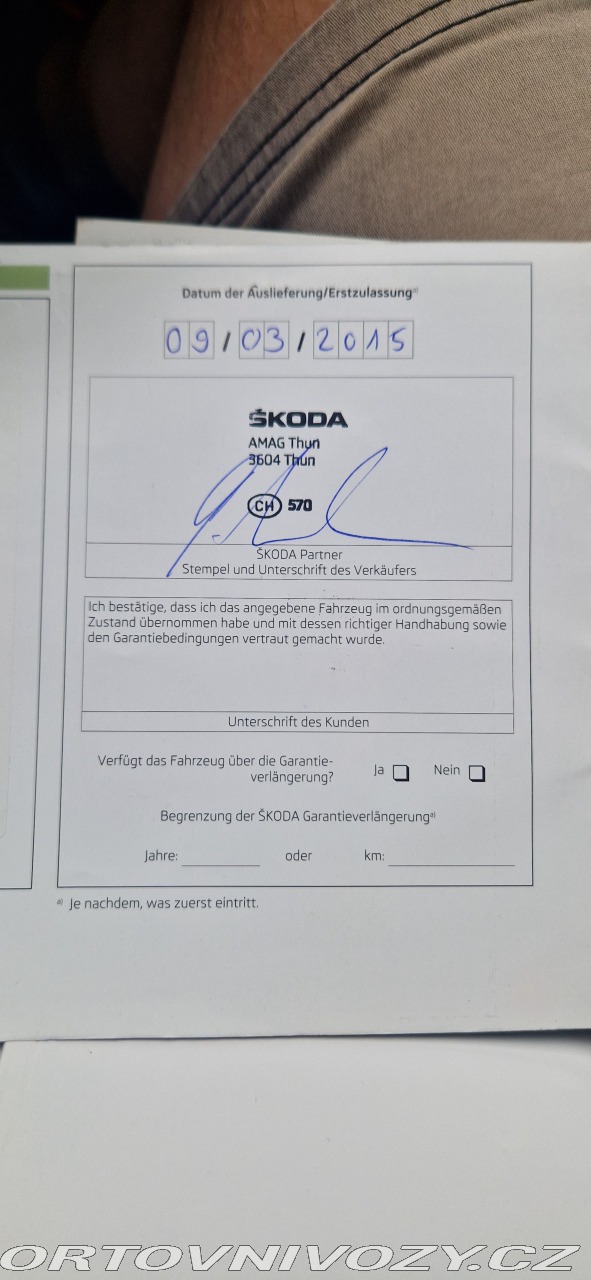 Datum der Auslieferung/Erstzulassung a)
09/03/2015
ŠKODA
AMAG Thun
3604 Thun
CH 570
ŠKODA Partner
Stempel und Unterschrift des Verkäufers
Ich bestätige, dass ich das angegebene Fahrzeug im ordnungsgemäßen
Zustand übernommen habe und mit dessen richtiger Handhabung sowie
den Garantiebedingungen vertraut gemacht wurde.
Unterschrift des Kunden
Verfügt das Fahrzeug über die Garantie-
verlängerung? Ja Nein
Begrenzung der ŠKODA Garantieverlängerung a)
Jahre: oder km:
a) Je nachdem, was zuerst eintritt.
ORTOVNIVOZY.CZ